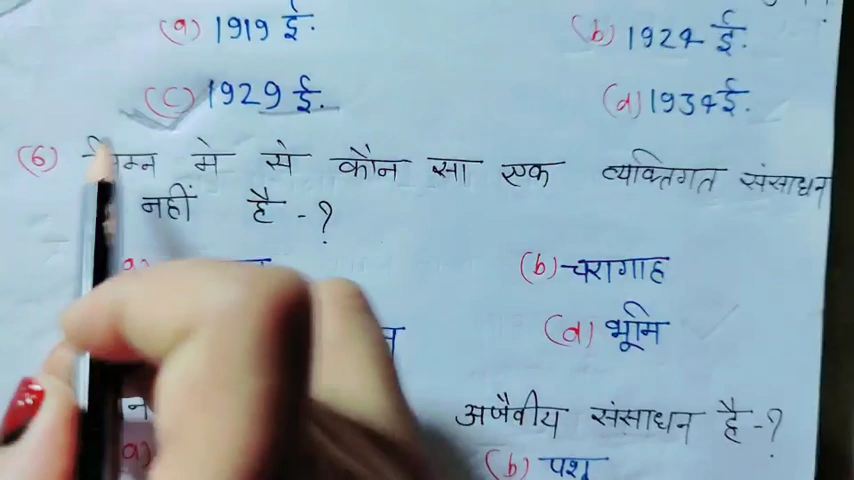 (a) 1919 ई. (b) 1924 ई.
(c) 1929 ई. (d) 1934 ई.
(6) निम्न मे से कौन सा एक व्यक्तिगत संसाधन
नहीं है - ?
(b) चरागाह
(d) भूमि
अजैवीय संसाधन है - ?
(b) पशु